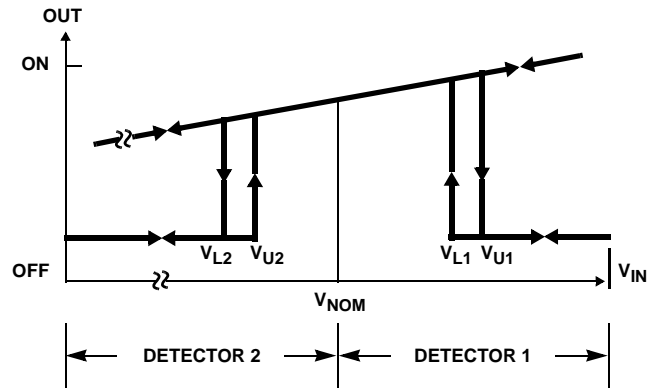 OUT
ON
OFF
V_L2 V_U2 V_L1 V_U1 V_IN
V_NOM
DETECTOR 2 DETECTOR 1